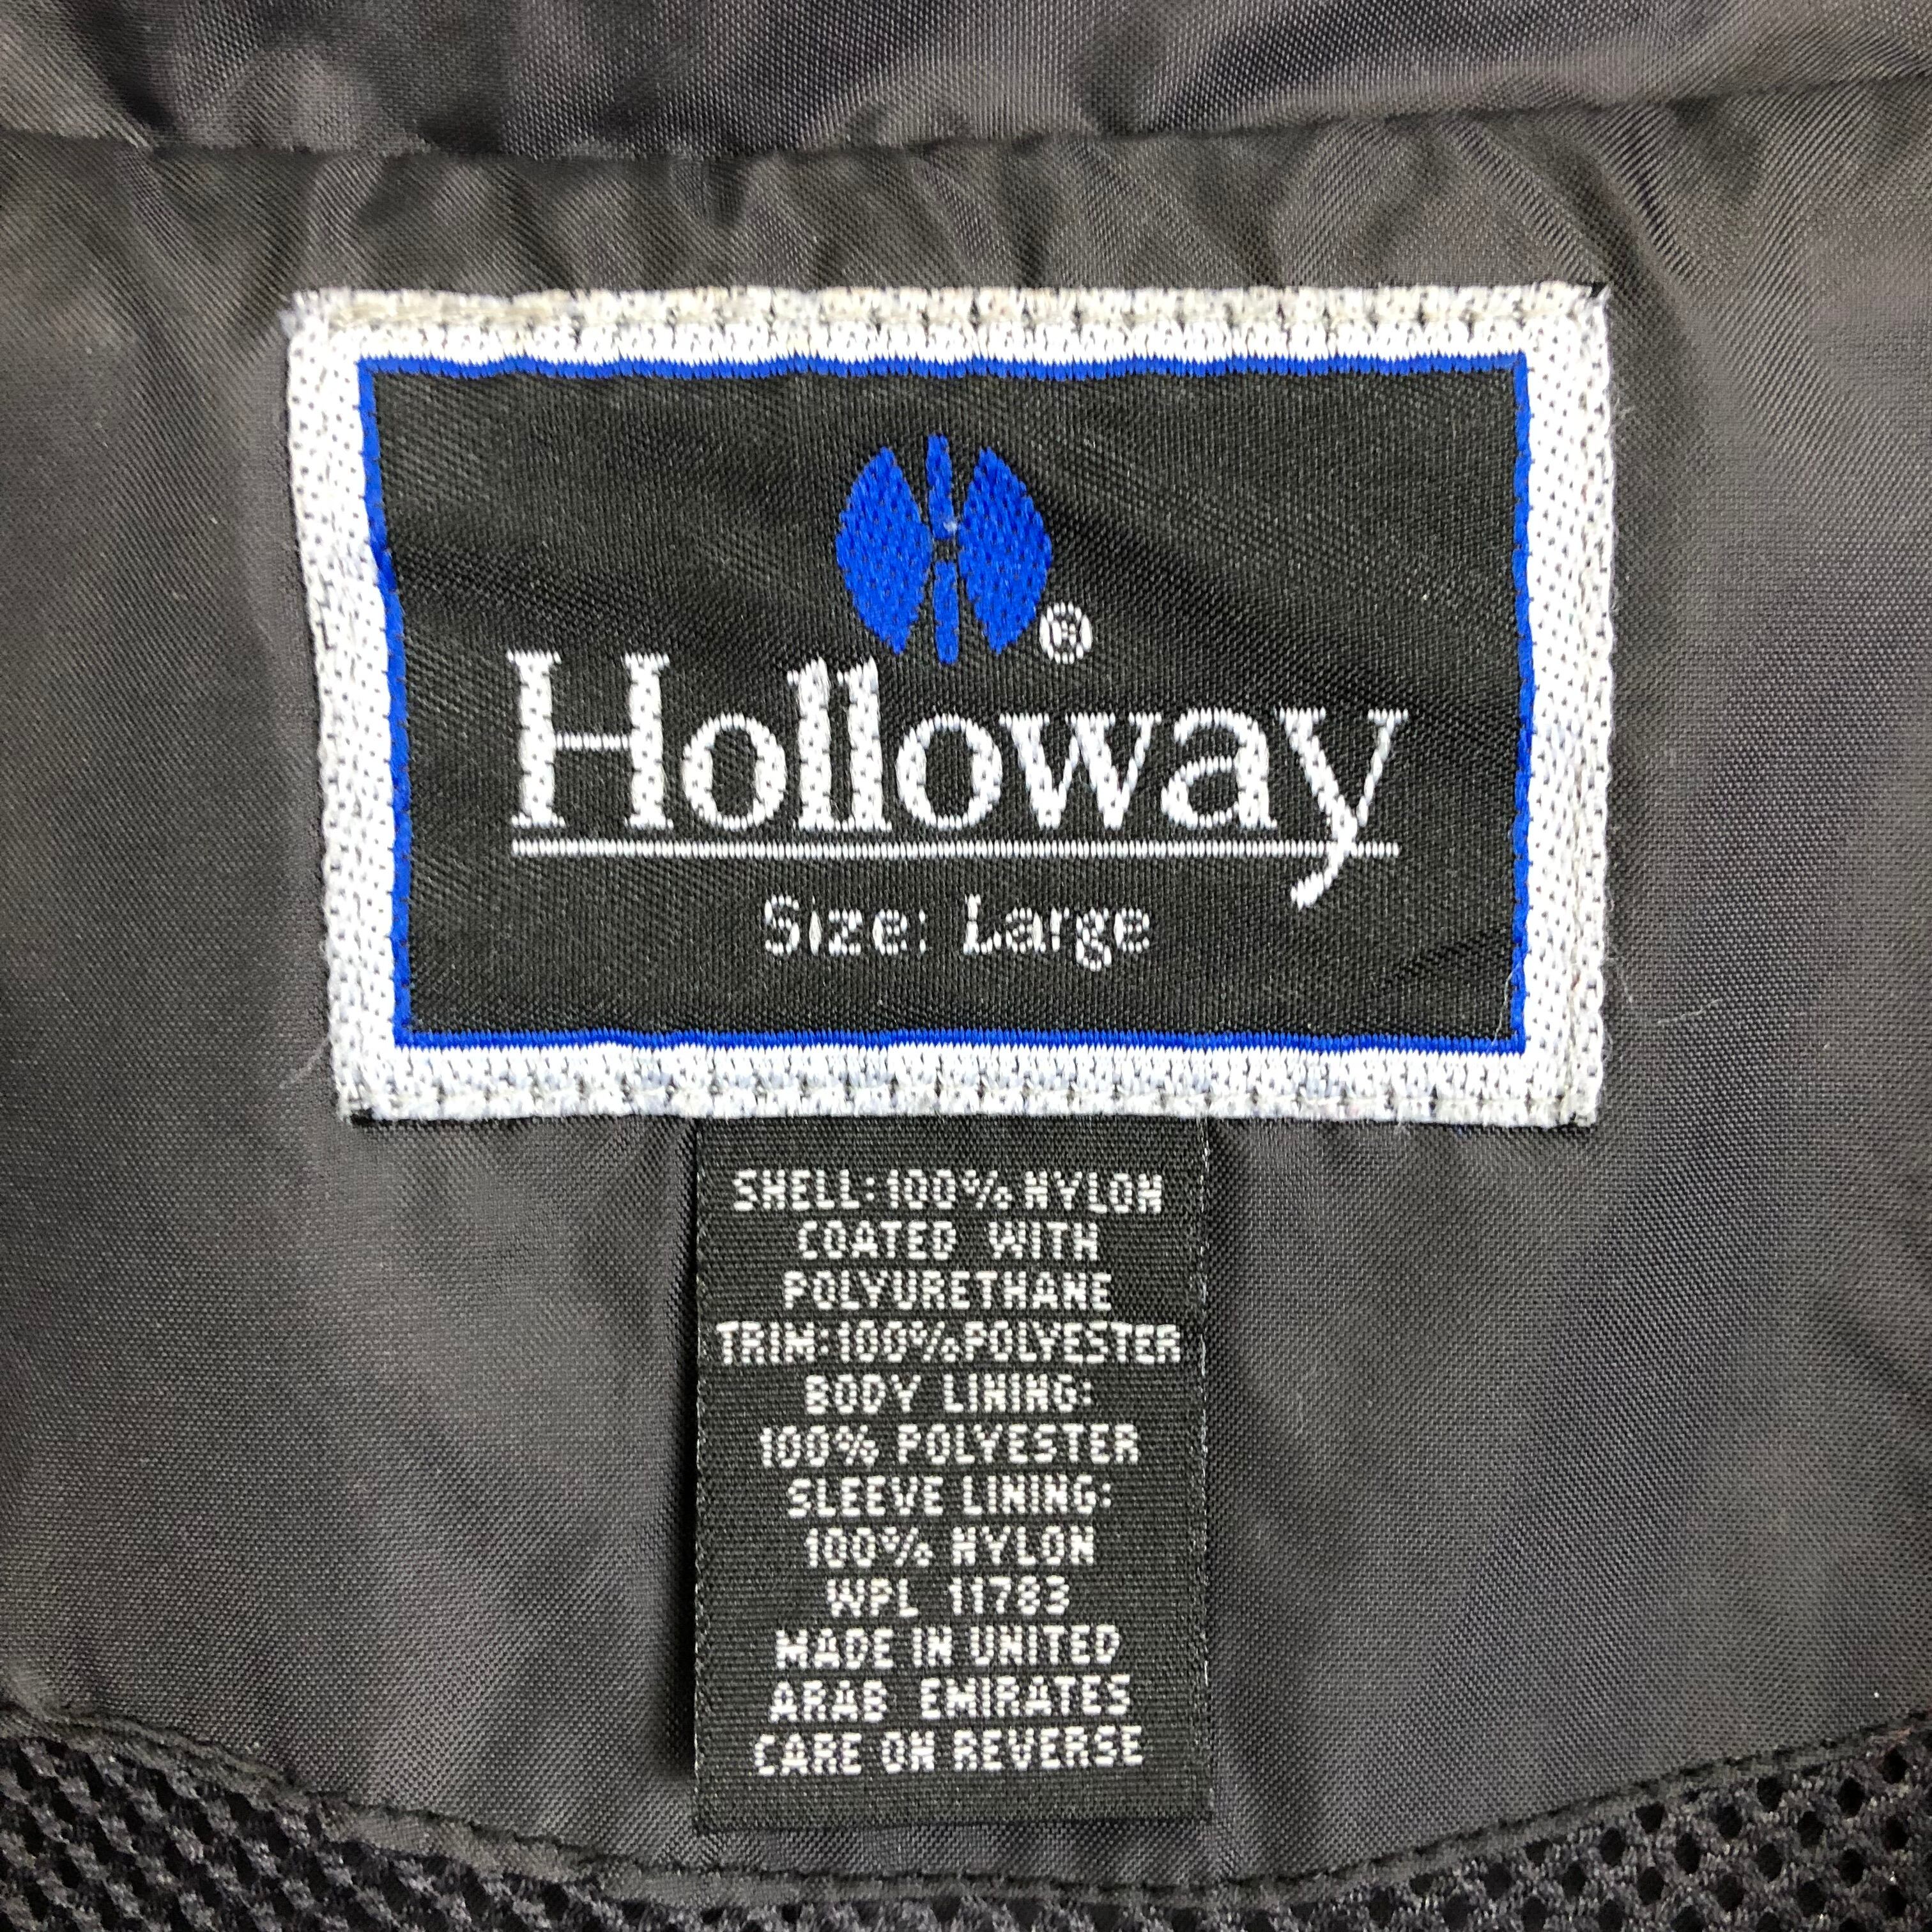 ®
Holloway
Size: Large
SHELL:100% NYLON
COATED WITH
POLYURETHANE
TRIM:100%POLYESTER
BODY LINING:
100% POLYESTER
SLEEVE LINING:
100% NYLON
WPL 11783
MADE IN UNITED
ARAB EMIRATES
CARE ON REVERSE